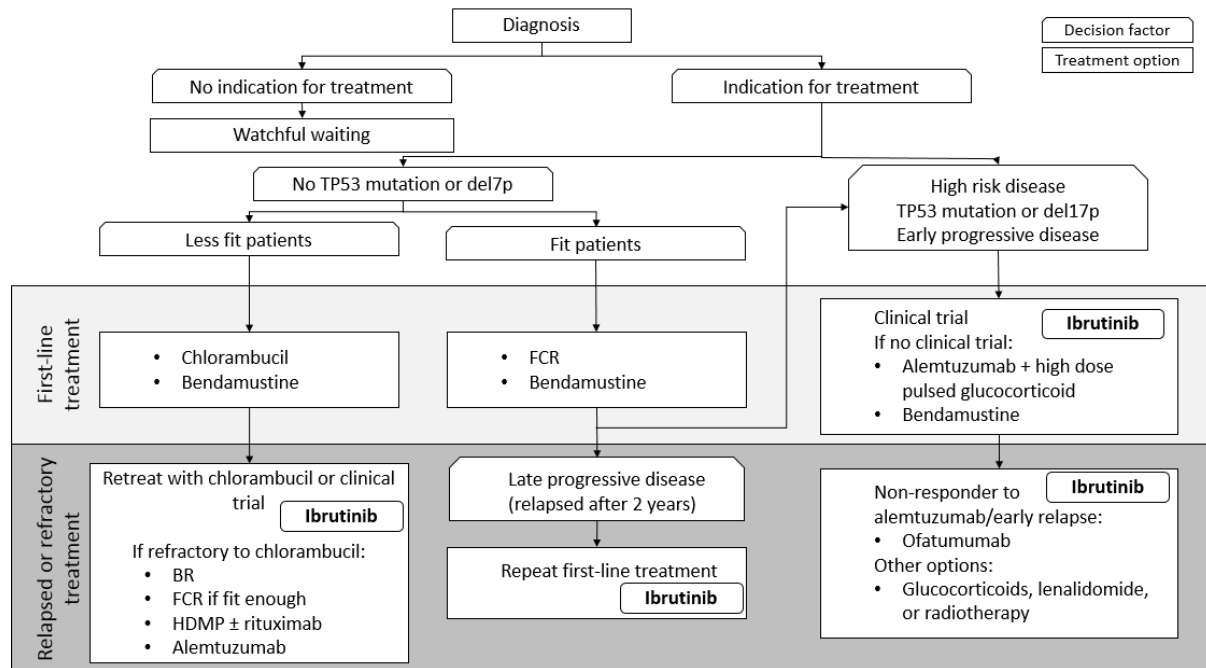 Diagnosis
Decision factor
Treatment option
No indication for treatment
Indication for treatment
Watchful waiting
No TP53 mutation or del7p
High risk disease
TP53 mutation or del17p
Early progressive disease
Less fit patients
Fit patients
First-line
treatment
• Chlorambucil
• Bendamustine
• FCR
• Bendamustine
Clinical trial
Ibrutinib
If no clinical trial:
• Alemtuzumab + high dose
pulsed glucocorticoid
• Bendamustine
Relapsed or refractory
treatment
Retreat with chlorambucil or clinical
trial
Ibrutinib
If refractory to chlorambucil:
• BR
• FCR if fit enough
• HDMP ± rituximab
• Alemtuzumab
Late progressive disease
(relapsed after 2 years)
Repeat first-line treatment
Ibrutinib
Ibrutinib
Non-responder to
alemtuzumab/early relapse:
• Ofatumumab
Other options:
• Glucocorticoids, lenalidomide,
or radiotherapy